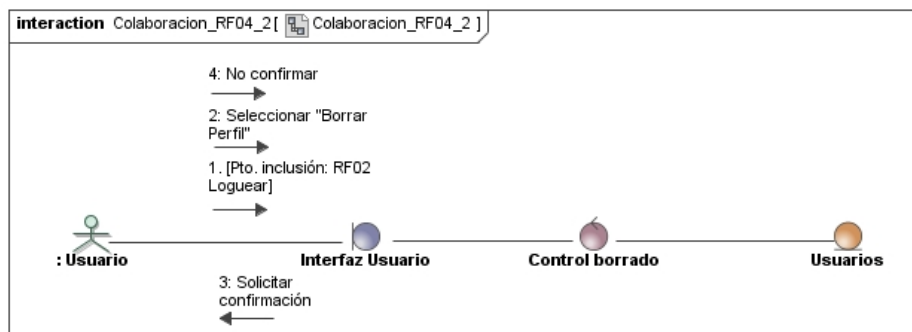 interaction Colaboracion_RF04_2[ Colaboracion_RF04_2 ]
4: No confirmar
2: Seleccionar "Borrar
Perfil"
1. [Pto. inclusión: RF02
Loguear]
: Usuario Interfaz Usuario Control borrado Usuarios
3: Solicitar
confirmación